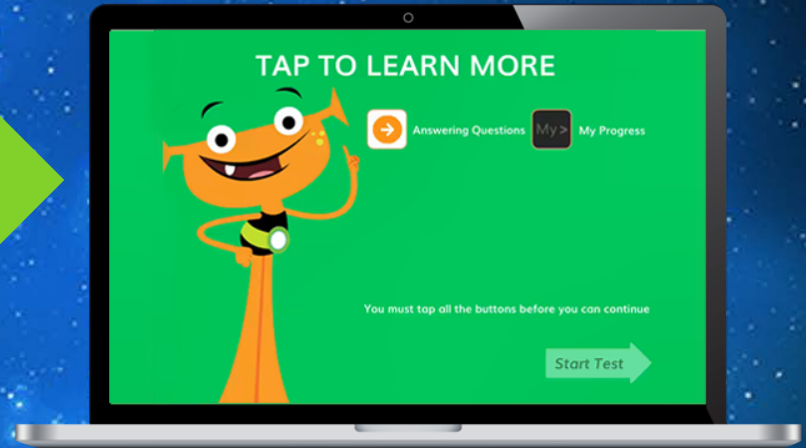 TAP TO LEARN MORE
Answering Questions
My>
My Progress
You must tap all the buttons before you can continue
Start Test